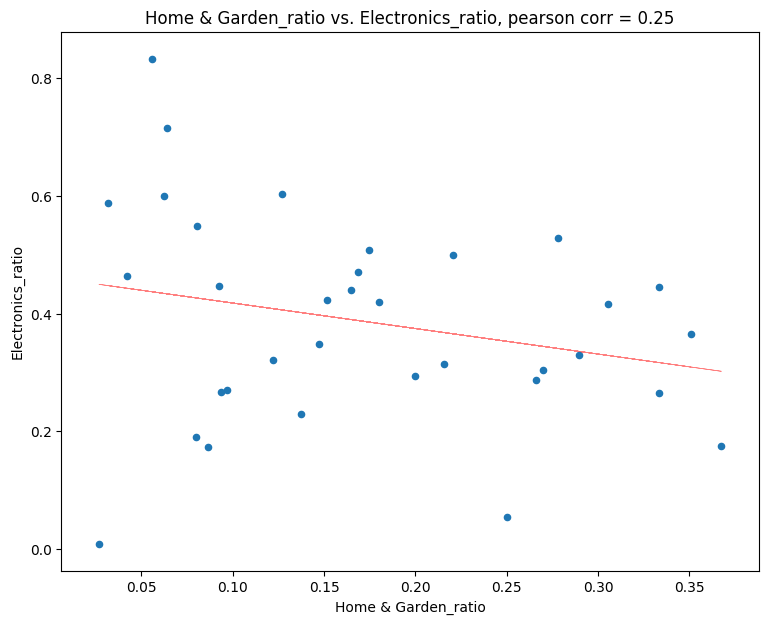 Home & Garden_ratio vs. Electronics_ratio, pearson corr = 0.25
0.8
0.6
Electronics_ratio
0.4
0.2
0.0
0.05 0.10 0.15 0.20 0.25 0.30 0.35
Home & Garden_ratio